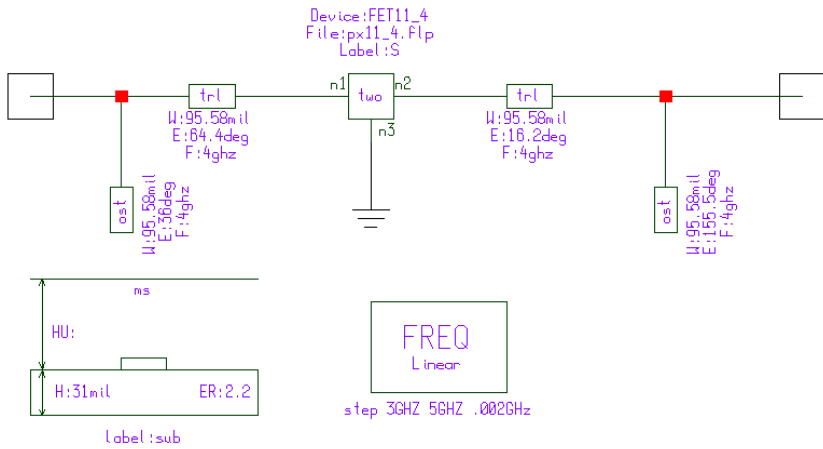 Device:FET11_4
File:px11_4.flp
Label:S
n1
n2
trl
two
trl
n3
W:95.58mil
E:64.4deg
F:4ghz
W:95.58mil
E:16.2deg
F:4ghz
ost
W:95.58mil
E:36deg
F:4ghz
ost
W:95.58mil
E:155.5deg
F:4ghz
ms
HU:
H:31mil
ER:2.2
label:sub
FREQ
Linear
step 3GHZ 5GHZ .002GHz